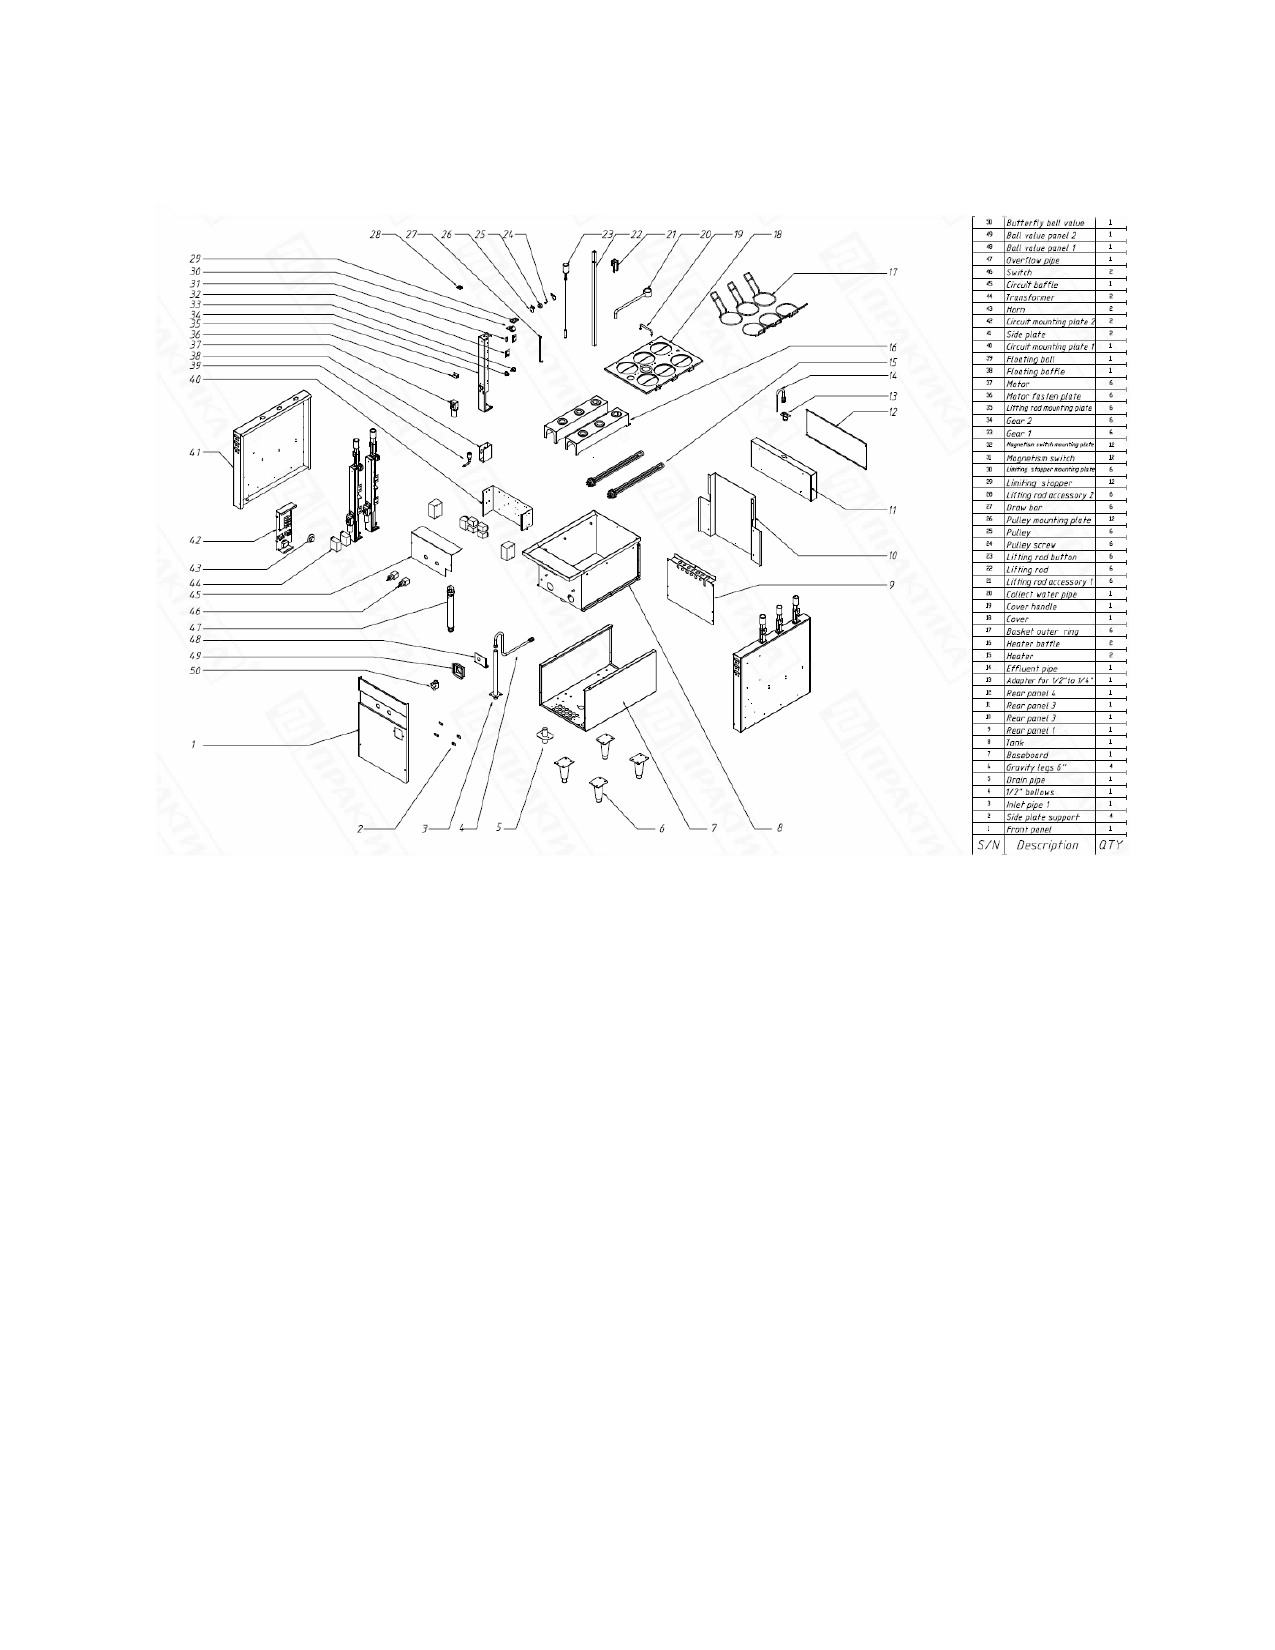 28 27 26 25 24 23 22 21 20 19 18
29
30
31
32
33
34
35
36
37
38
39
40
41
42
43
44
45
46
47
48
49
50
1
17
16
15
14
13
12
11
10
9
2 3 4 5 6 7 8
50 Butterfly ball value 1
49 Ball value panel 2 1
48 Ball value panel 1 1
47 Overflow pipe 1
46 Switch 2
45 Circuit baffle 1
44 Transformer 2
43 Horn 2
42 Circuit mounting plate 2 2
41 Side plate 2
40 Circuit mounting plate 1 1
39 Floating ball 1
38 Floating baffle 1
37 Motor 6
36 Motor fasten plate 6
35 Lifting rod mounting plate 6
34 Gear 2 6
33 Gear 1 6
32 Magnetism switch mounting plate 12
31 Magnetism switch 12
30 Limiting stopper mounting plate 6
29 Limiting stopper 12
28 Lifting rod accessory 2 6
27 Draw bar 6
26 Pulley mounting plate 12
25 Pulley 6
24 Pulley screw 6
23 Lifting rod button 6
22 Lifting rod 6
21 Lifting rod accessory 1 6
20 Collect water pipe 1
19 Cover handle 1
18 Cover 1
17 Basket outer ring 6
16 Heater baffle 2
15 Heater 2
14 Effluent pipe 1
13 Adapter for 1/2" to 1/4" 1
12 Rear panel 4 1
11 Rear panel 3 1
10 Rear panel 3 1
9 Rear panel 1 1
8 Tank 1
7 Baseboard 1
6 Gravify legs 6" 4
5 Drain pipe 1
4 1/2" bellows 1
3 Inlet pipe 1 1
2 Side plate support 4
1 Front panel 1
S/N Description QTY